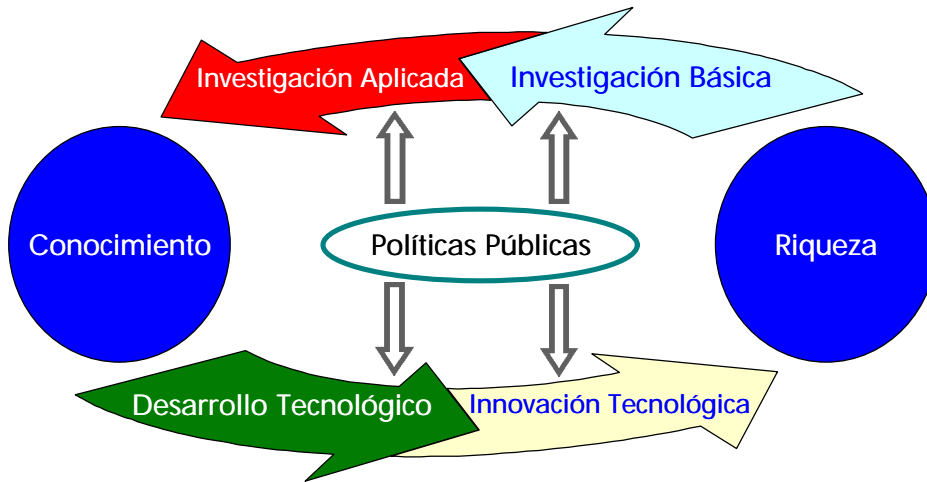 Investigación Aplicada
Investigación Básica
Conocimiento
Políticas Públicas
Riqueza
Desarrollo Tecnológico
Innovación Tecnológica